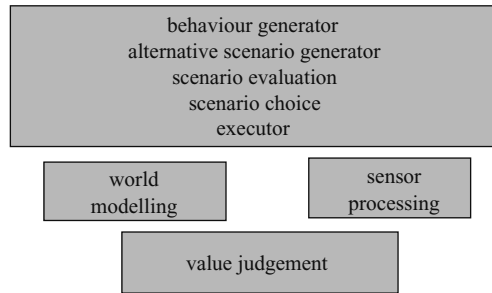 behaviour generator
alternative scenario generator
scenario evaluation
scenario choice
executor
world
modelling
sensor
processing
value judgement